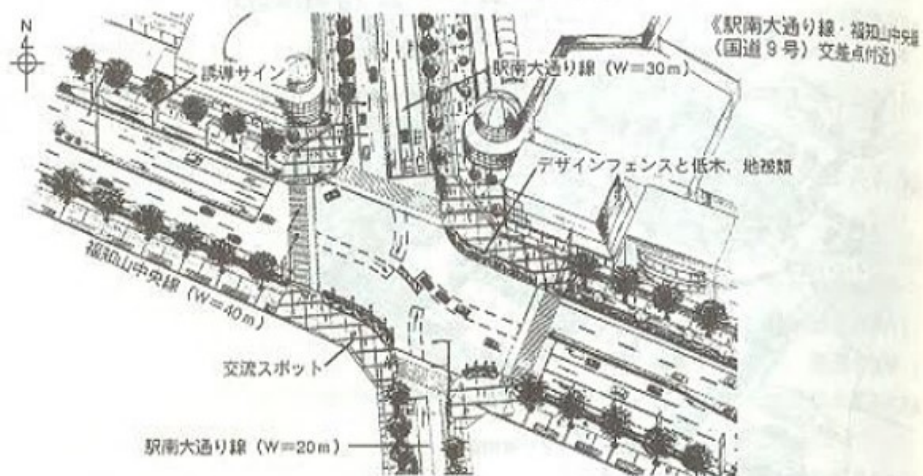 N
《駅南大通り線・福知山中央線
(国道9号) 交差点付近》
誘導サイン
駅南大通り線 (W=30m)
デザインフェンスと低木、地被類
福知山中央線 (W=40m)
交流スポット
駅南大通り線 (W=20m)